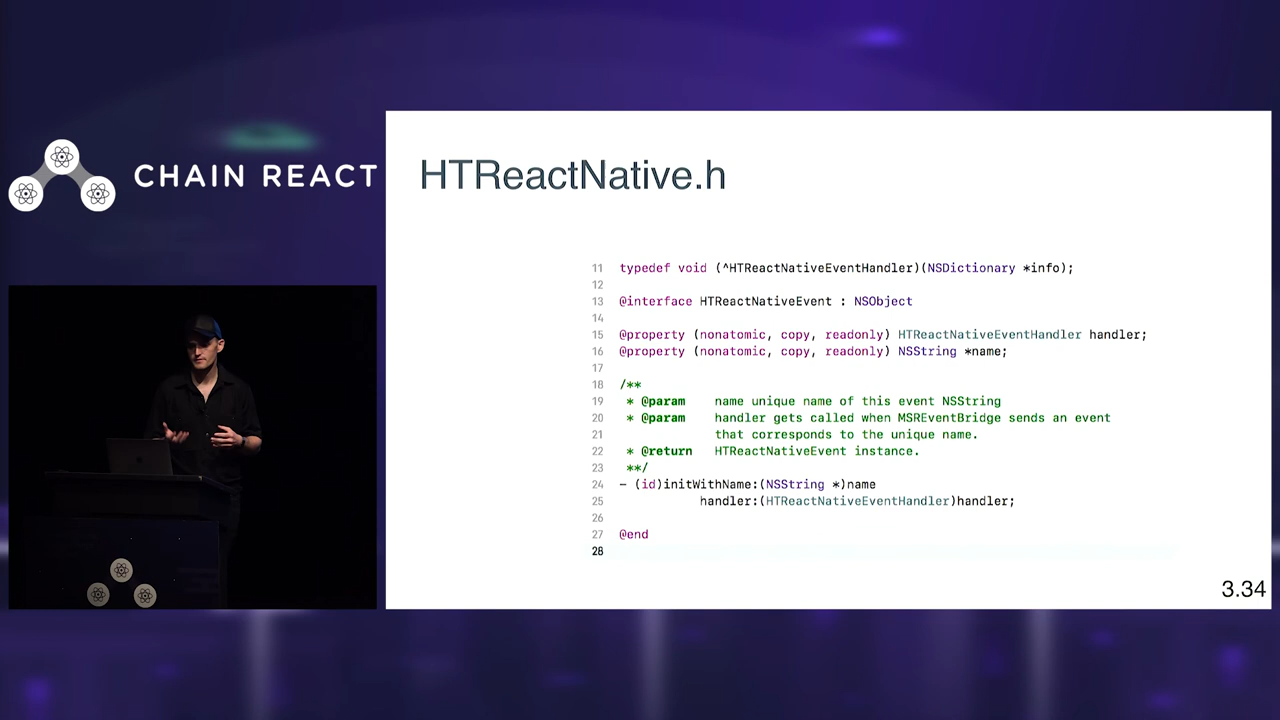 CHAIN REACT
HTReactNative.h
11 typedef void (^HTReactNativeEventHandler)(NSDictionary *info);
12
13 @interface HTReactNativeEvent : NSObject
14
15 @property (nonatomic, copy, readonly) HTReactNativeEventHandler handler;
16 @property (nonatomic, copy, readonly) NSString *name;
17
18 /**
19 * @param name unique name of this event NSString
20 * @param handler gets called when MSREventBridge sends an event
21 that corresponds to the unique name.
22 * @return HTReactNativeEvent instance.
23 **/
24 - (id)initWithName:(NSString *)name
25 handler:(HTReactNativeEventHandler)handler;
26
27 @end
28
3.34